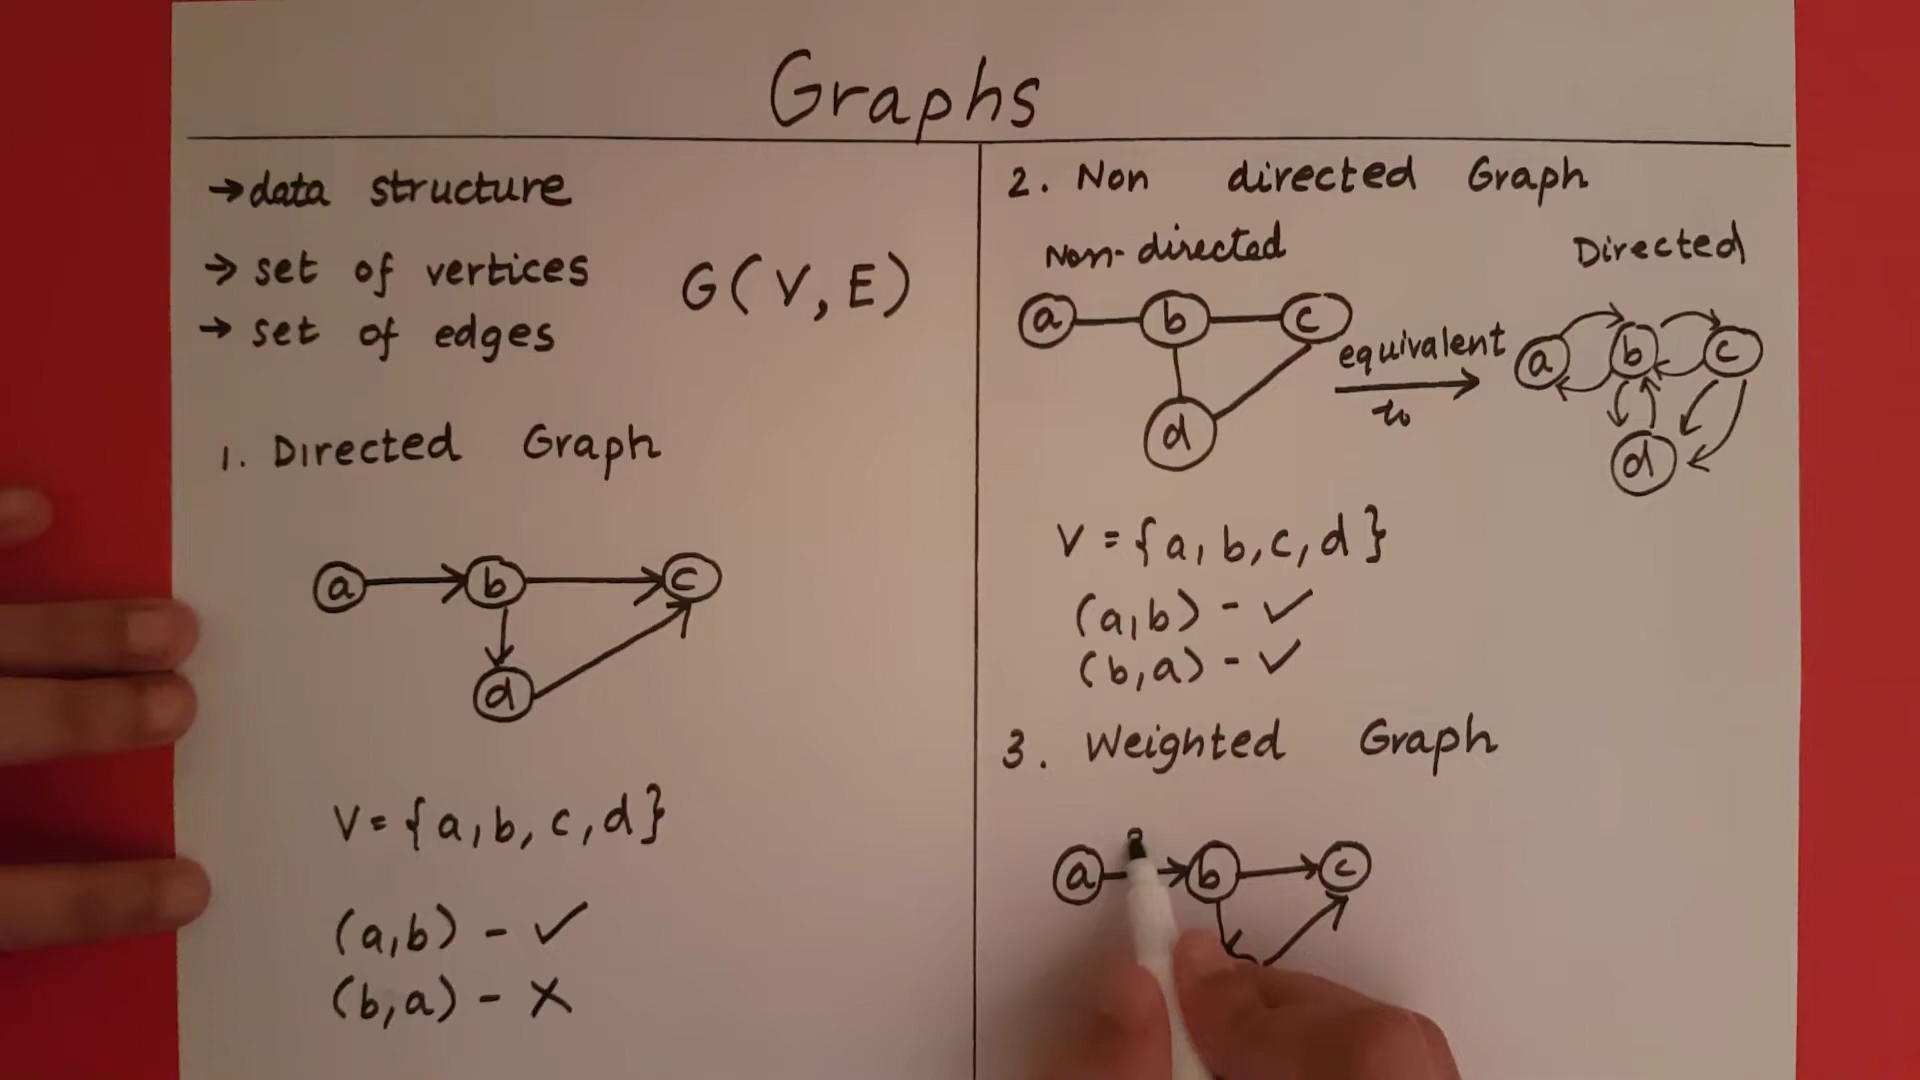 Graphs
→ data structure
→ set of vertices
→ set of edges
G(V, E)
1. Directed Graph
a b c
d
V = {a, b, c, d}
(a,b) - ✓
(b,a) - X
2. Non directed Graph
Non-directed
a b c
d
equivalent
to
Directed
a b c
d
V = {a, b, c, d}
(a,b) - ✓
(b,a) - ✓
3. Weighted Graph
a b c